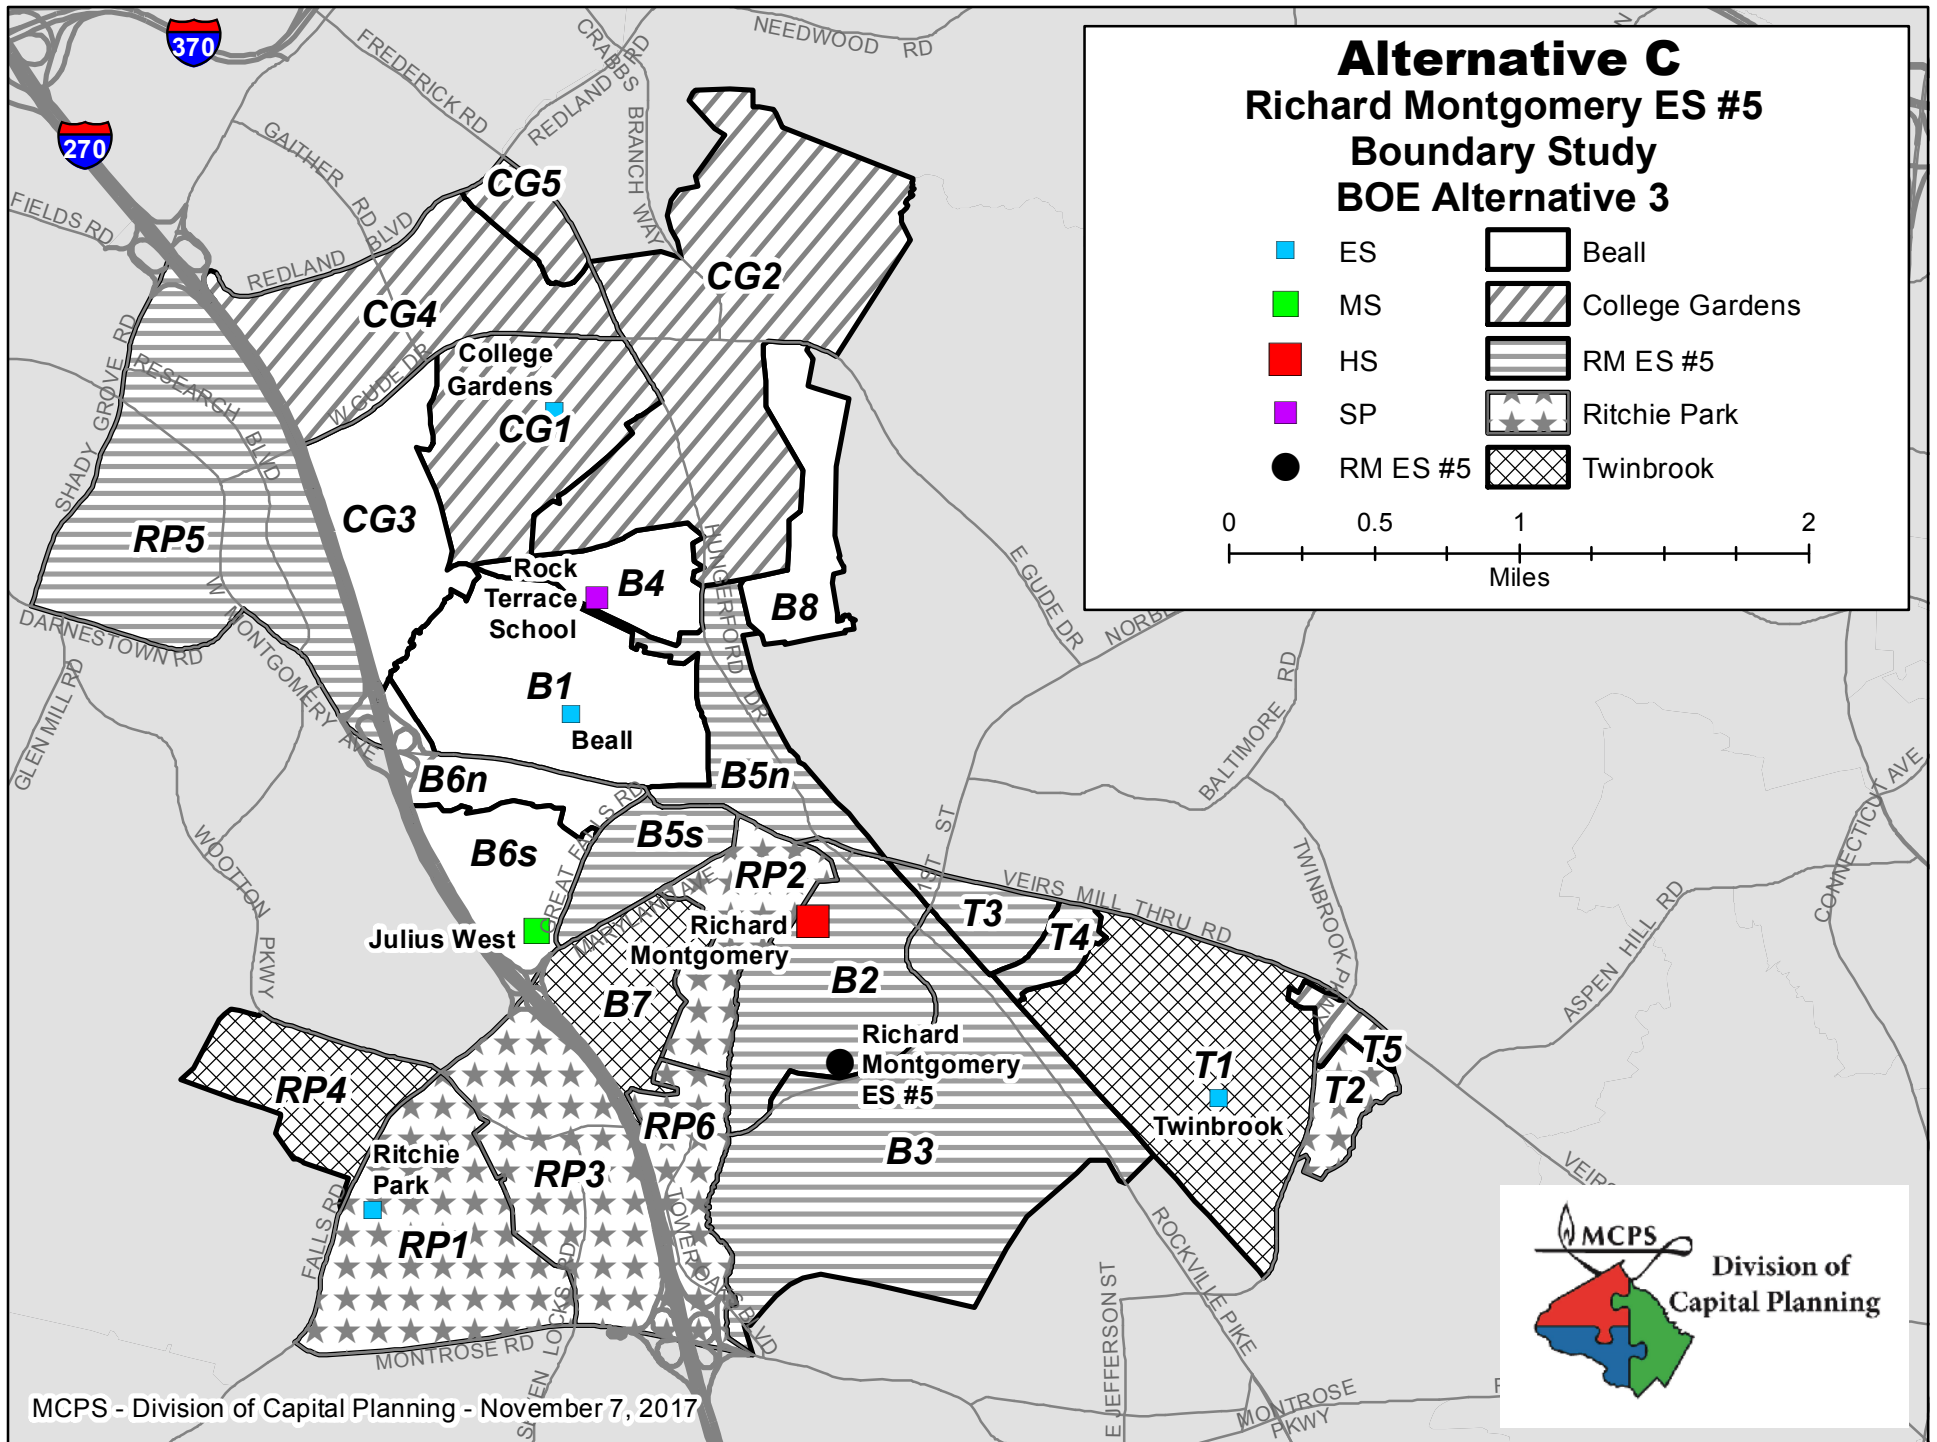 Alternative C
Richard Montgomery ES #5
Boundary Study
BOE Alternative 3
ES
MS
HS
SP
RM ES #5
Beall
College Gardens
RM ES #5
Ritchie Park
Twinbrook
0 0.5 1 2
Miles
370
270
NEEDWOOD RD
FREDERICK RD
CRABBS BRANCH WAY
REDLAND RD
GAITHER RD
FIELDS RD
REDLAND BLVD
SHADY GROVE RD
RESEARCH BLVD
W GUDE DR
CG5
CG2
CG4
College
Gardens
CG1
CG3
RP5
Rock
Terrace
School
B4
B8
HUNGERFORD DR
E GUDE DR
W MONTGOMERY AVE
DARNESTOWN RD
GLEN MILL RD
B1
Beall
BALTIMORE RD
B6n
B5n
GREAT FALLS RD
B5s
B6s
RP2
MARYLAND AVE
1ST ST
VEIRS MILL THRU RD
TWINBROOK PKWY
CONNECTICUT AVE
ASPEN HILL RD
WOOTTON PKWY
T3
T4
Julius West
Richard
Montgomery
B2
B7
Richard
Montgomery
ES #5
T1
T5
T2
Twinbrook
RP4
RP6
B3
Ritchie
Park
RP3
RP1
FALLS RD
TOWER OAKS BLVD
ROCKVILLE PIKE
E JEFFERSON ST
MONTROSE RD
MONTROSE
PKWY
MCPS
Division of
Capital Planning
MCPS - Division of Capital Planning - November 7, 2017